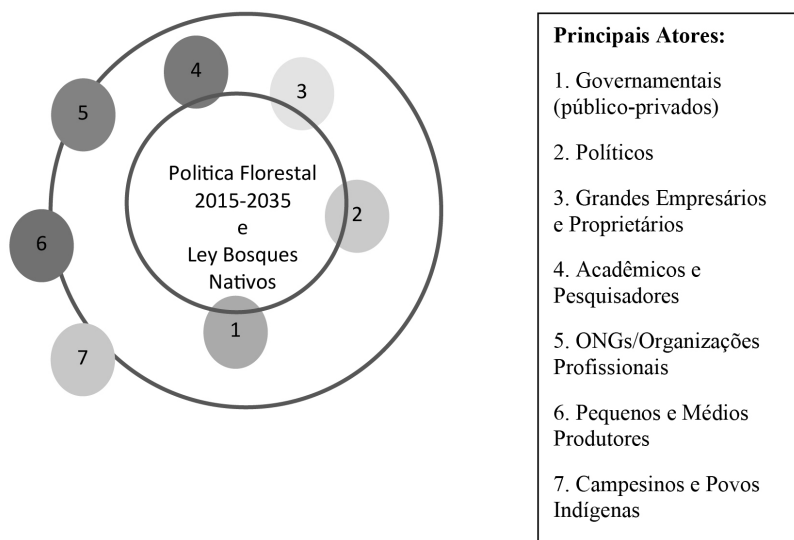 4
3
5
Politica Florestal
2015-2035
e
Ley Bosques
Nativos
2
6
1
7
Principais Atores:
1. Governamentais
(público-privados)
2. Políticos
3. Grandes Empresários
e Proprietários
4. Acadêmicos e
Pesquisadores
5. ONGs/Organizações
Profissionais
6. Pequenos e Médios
Produtores
7. Campesinos e Povos
Indígenas